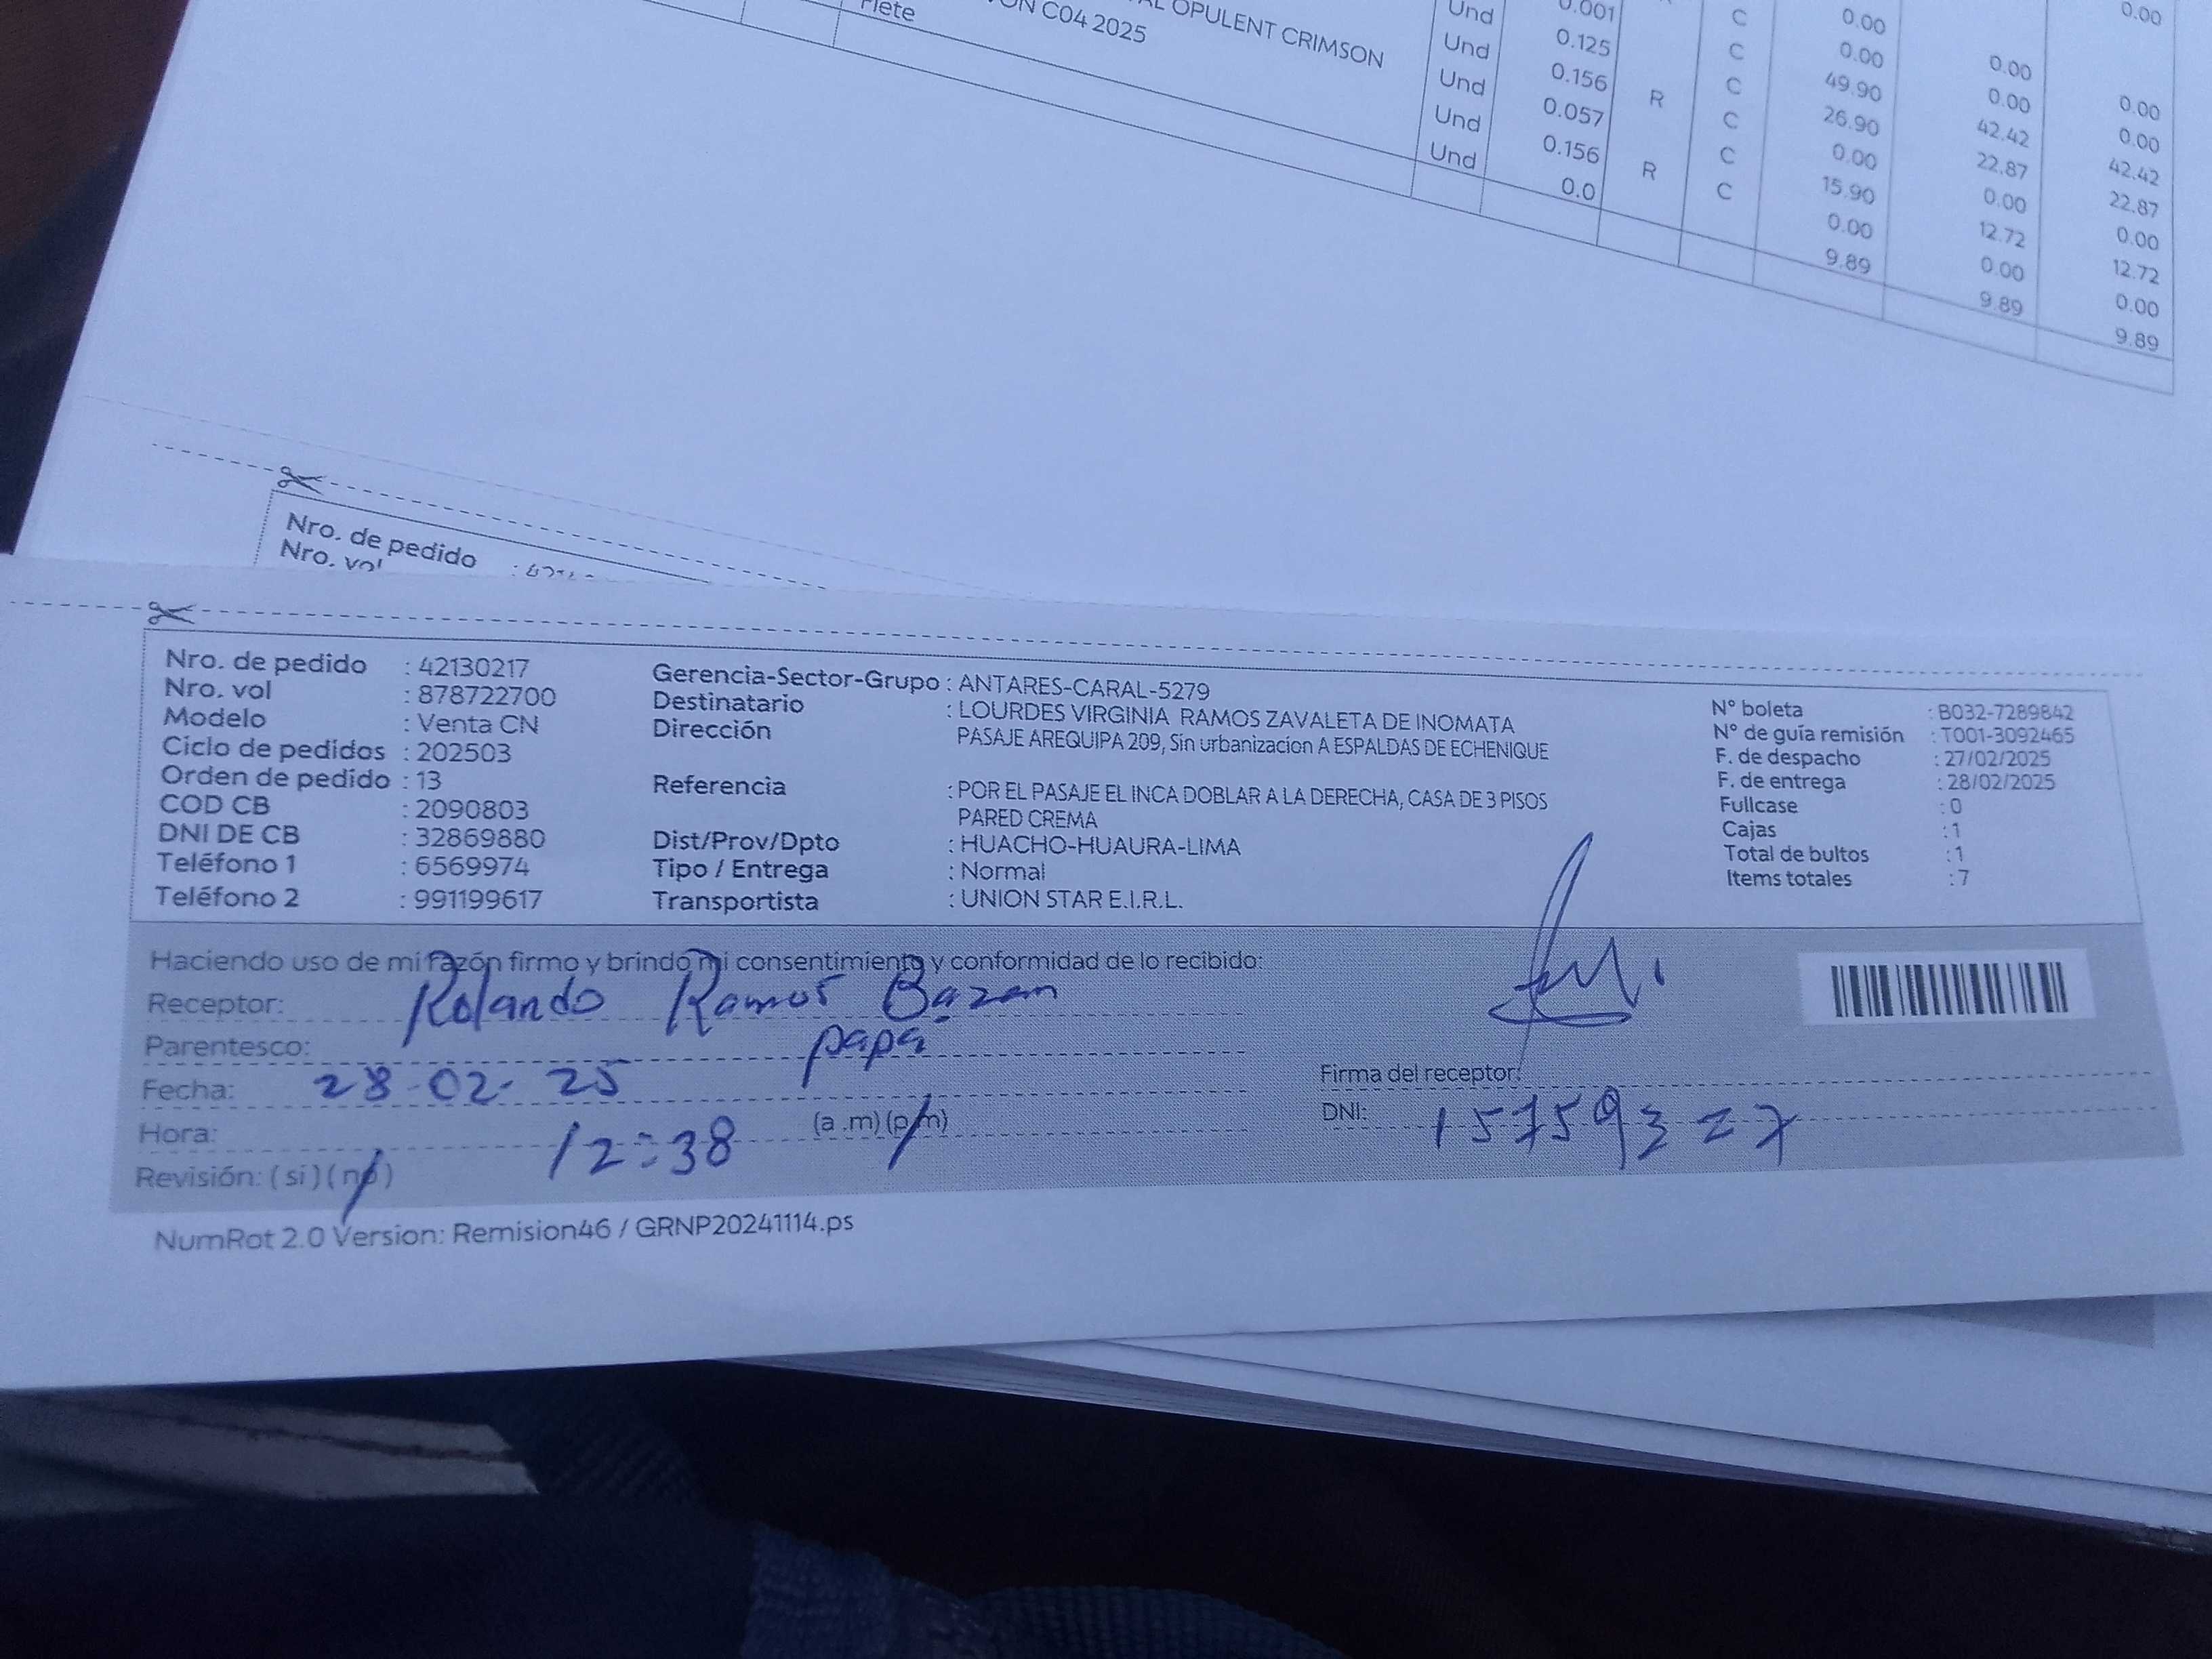 OPULENT CRIMSON
C04 2025
Und 0.001 C 0.00 0.00
Und 0.125 C 0.00 0.00 0.00
Und 0.156 R C 49.90 0.00 0.00
Und 0.057 C 26.90 42.42 42.42
Und 0.156 R C 0.00 22.87 22.87
0.0 C 15.90 0.00 0.00
0.00 12.72 12.72
9.89 0.00 0.00
9.89 9.89
Nro. de pedido
Nro. vol
Nro. de pedido : 42130217
Nro. vol : 878722700
Modelo : Venta CN
Ciclo de pedidos : 202503
Orden de pedido : 13
COD CB : 2090803
DNI DE CB : 32869880
Teléfono 1 : 6569974
Teléfono 2 : 991199617
Gerencia-Sector-Grupo : ANTARES-CARAL-5279
Destinatario : LOURDES VIRGINIA RAMOS ZAVALETA DE INOMATA
Dirección PASAJE AREQUIPA 209, Sin urbanizacion A ESPALDAS DE ECHENIQUE
Referencia : POR EL PASAJE EL INCA DOBLAR A LA DERECHA, CASA DE 3 PISOS
PARED CREMA
Dist/Prov/Dpto : HUACHO-HUAURA-LIMA
Tipo / Entrega : Normal
Transportista : UNION STAR E.I.R.L.
N° boleta : B032-7289842
N° de guía remisión : T001-3092465
F. de despacho : 27/02/2025
F. de entrega : 28/02/2025
Fullcase : 0
Cajas : 1
Total de bultos : 1
Items totales : 7
Haciendo uso de mi razón firmo y brindo mi consentimiento y conformidad de lo recibido:
Receptor: Rolando Ramos Bazan
Parentesco: papá
Fecha: 28-02-25
Hora: 12:38 (a .m) (p.m)
Revisión: (si) (no)
Firma del receptor:
DNI: 15759327
NumRot 2.0 Version: Remision46 / GRNP20241114.ps